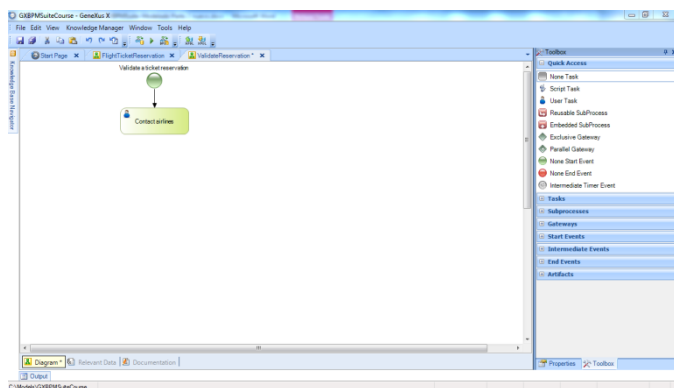 GXBPMSuiteCourse - GeneXus X
File Edit View Knowledge Manager Window Tools Help
Start Page
FlightTicketReservation
ValidateReservation *
Knowledge Base Navigator
Validate a ticket reservation
Contact airlines
Toolbox
Quick Access
None Task
Script Task
User Task
Reusable SubProcess
Embedded SubProcess
Exclusive Gateway
Parallel Gateway
None Start Event
None End Event
Intermediate Timer Event
Tasks
Subprocesses
Gateways
Start Events
Intermediate Events
End Events
Artifacts
Diagram * Relevant Data Documentation
Properties Toolbox
Output
C:\Models\GXBPMSuiteCourse